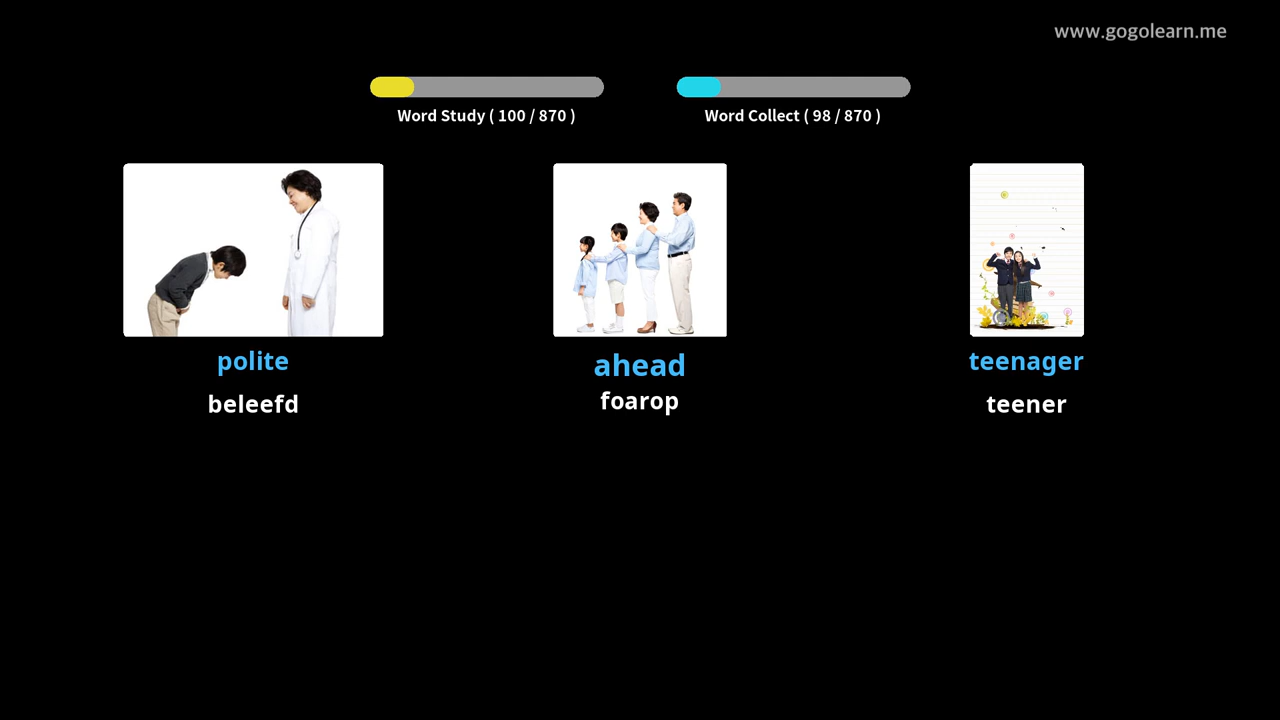 www.gogolearn.me
Word Study ( 100 / 870 )
Word Collect ( 98 / 870 )
polite
beleefd
ahead
foarop
teenager
teener